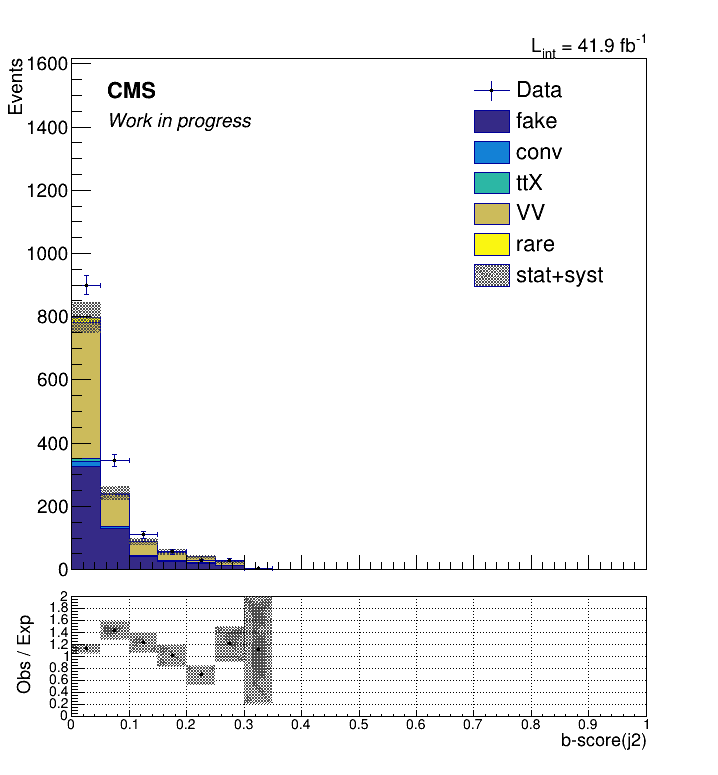 L_int = 41.9 fb^-1
Events
1600
1400
1200
1000
800
600
400
200
0
CMS
Work in progress
Data
fake
conv
ttX
VV
rare
stat+syst
Obs / Exp
2
1.8
1.6
1.4
1.2
1
0.8
0.6
0.4
0.2
0
0 0.1 0.2 0.3 0.4 0.5 0.6 0.7 0.8 0.9 1
b-score(j2)